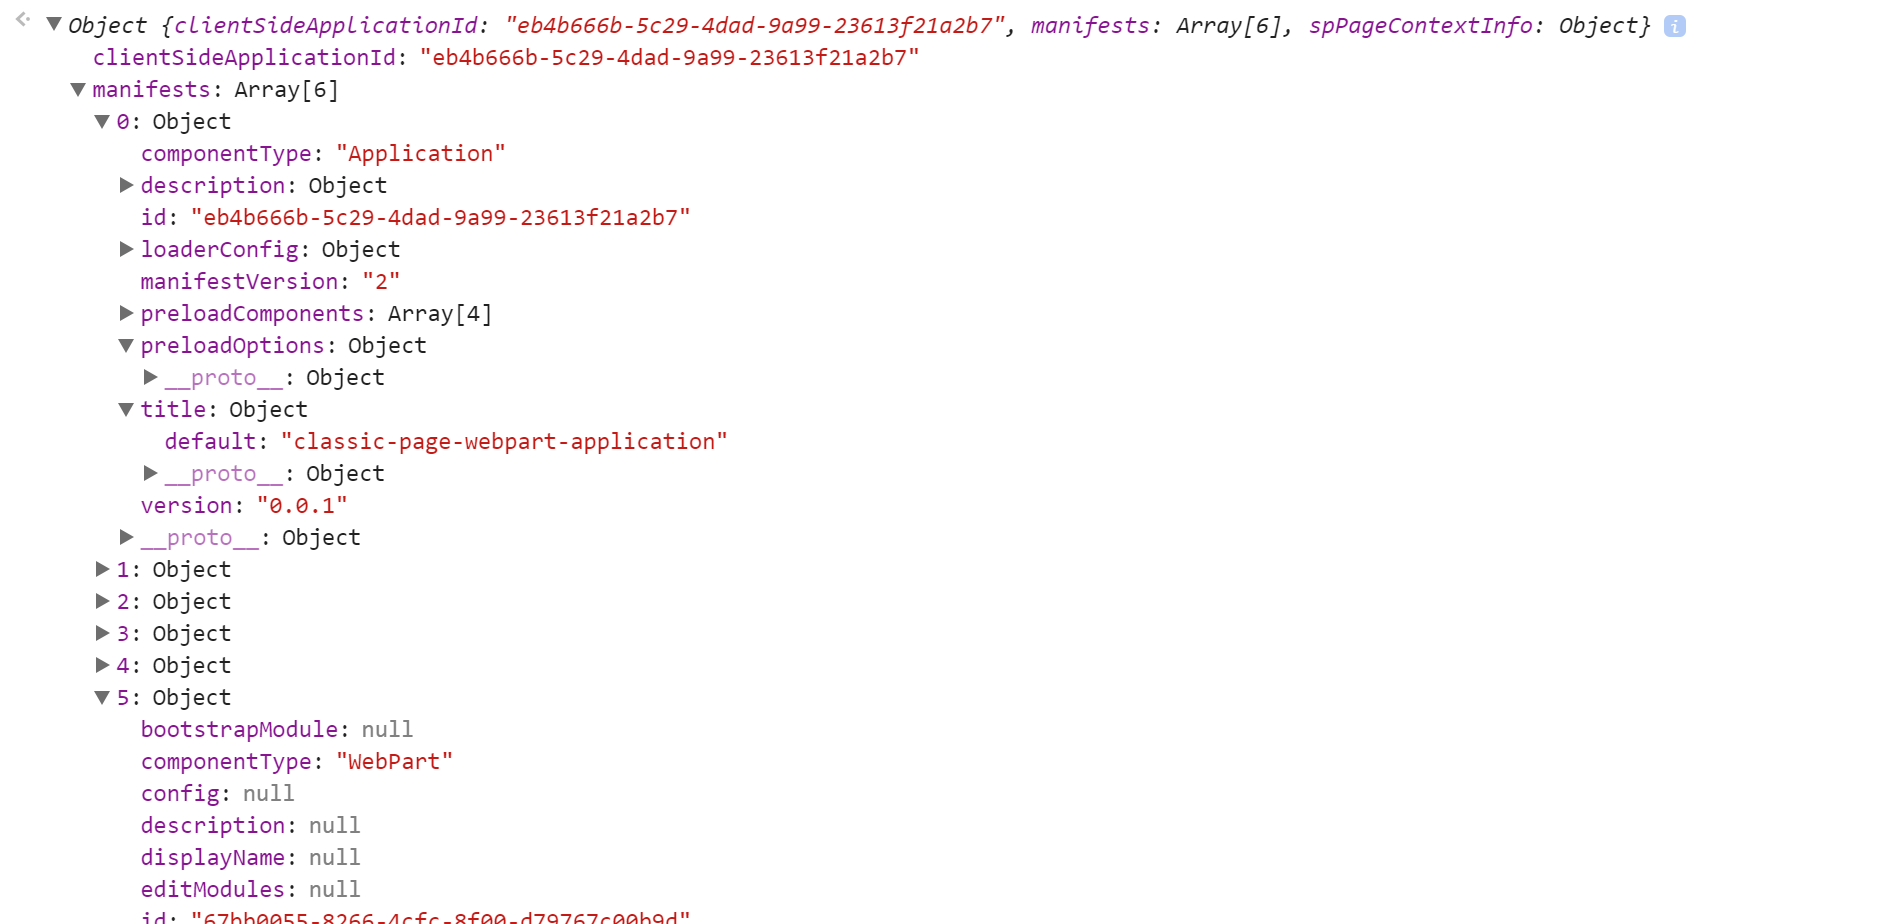 Object {clientSideApplicationId: "eb4b666b-5c29-4dad-9a99-23613f21a2b7", manifests: Array[6], spPageContextInfo: Object} i
clientSideApplicationId: "eb4b666b-5c29-4dad-9a99-23613f21a2b7"
manifests: Array[6]
0: Object
componentType: "Application"
description: Object
id: "eb4b666b-5c29-4dad-9a99-23613f21a2b7"
loaderConfig: Object
manifestVersion: "2"
preloadComponents: Array[4]
preloadOptions: Object
__proto__: Object
title: Object
default: "classic-page-webpart-application"
__proto__: Object
version: "0.0.1"
__proto__: Object
1: Object
2: Object
3: Object
4: Object
5: Object
bootstrapModule: null
componentType: "WebPart"
config: null
description: null
displayName: null
editModules: null
id: "67bb0055-8266-4cfc-8f00-d79767c00b9d"